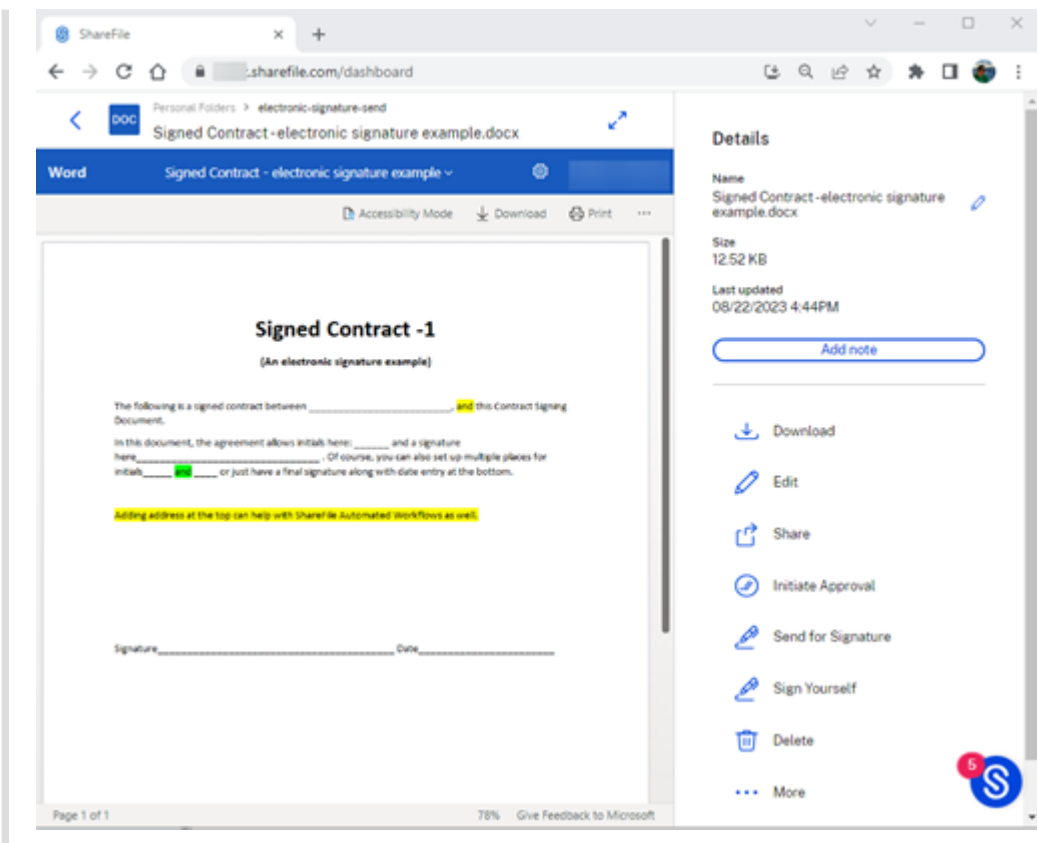 ShareFile
.sharefile.com/dashboard
DOC
Personal Folders > electronic-signature-send
Signed Contract-electronic signature example.docx
Word
Signed Contract - electronic signature example
Accessibility Mode
Download
Print
...
Signed Contract -1
(An electronic signature example)
The following is a signed contract between __________________________, and this Contract Signing
Document.
In this document, the agreement allows initials here: ______ and a signature
here________________________________ . Of course, you can also set up multiple places for
initials_____ and ____ or just have a final signature along with date entry at the bottom.
Adding address at the top can help with ShareFile Automated Workflows as well.
Signature__________________________________________ Date________________________
Page 1 of 1
78%
Give Feedback to Microsoft
Details
Name
Signed Contract-electronic signature
example.docx
Size
12.52 KB
Last updated
08/22/2023 4:44PM
Add note
Download
Edit
Share
Initiate Approval
Send for Signature
Sign Yourself
Delete
... More
5